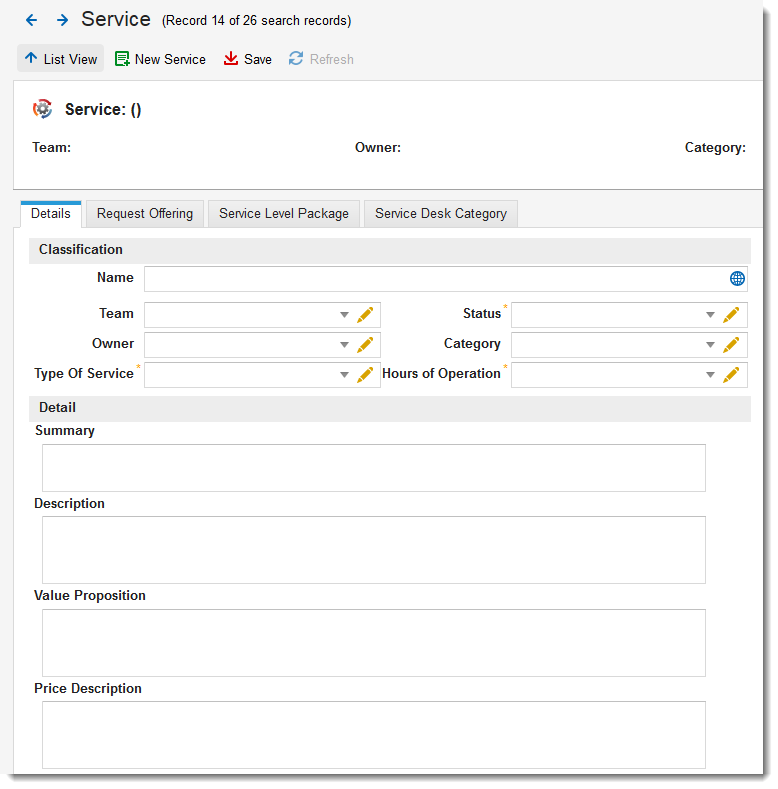 Service (Record 14 of 26 search records)
List View New Service Save Refresh
Service: ()
Team: Owner: Category:
Details Request Offering Service Level Package Service Desk Category
Classification
Name
Team Status *
Owner Category
Type Of Service * Hours of Operation *
Detail
Summary
Description
Value Proposition
Price Description